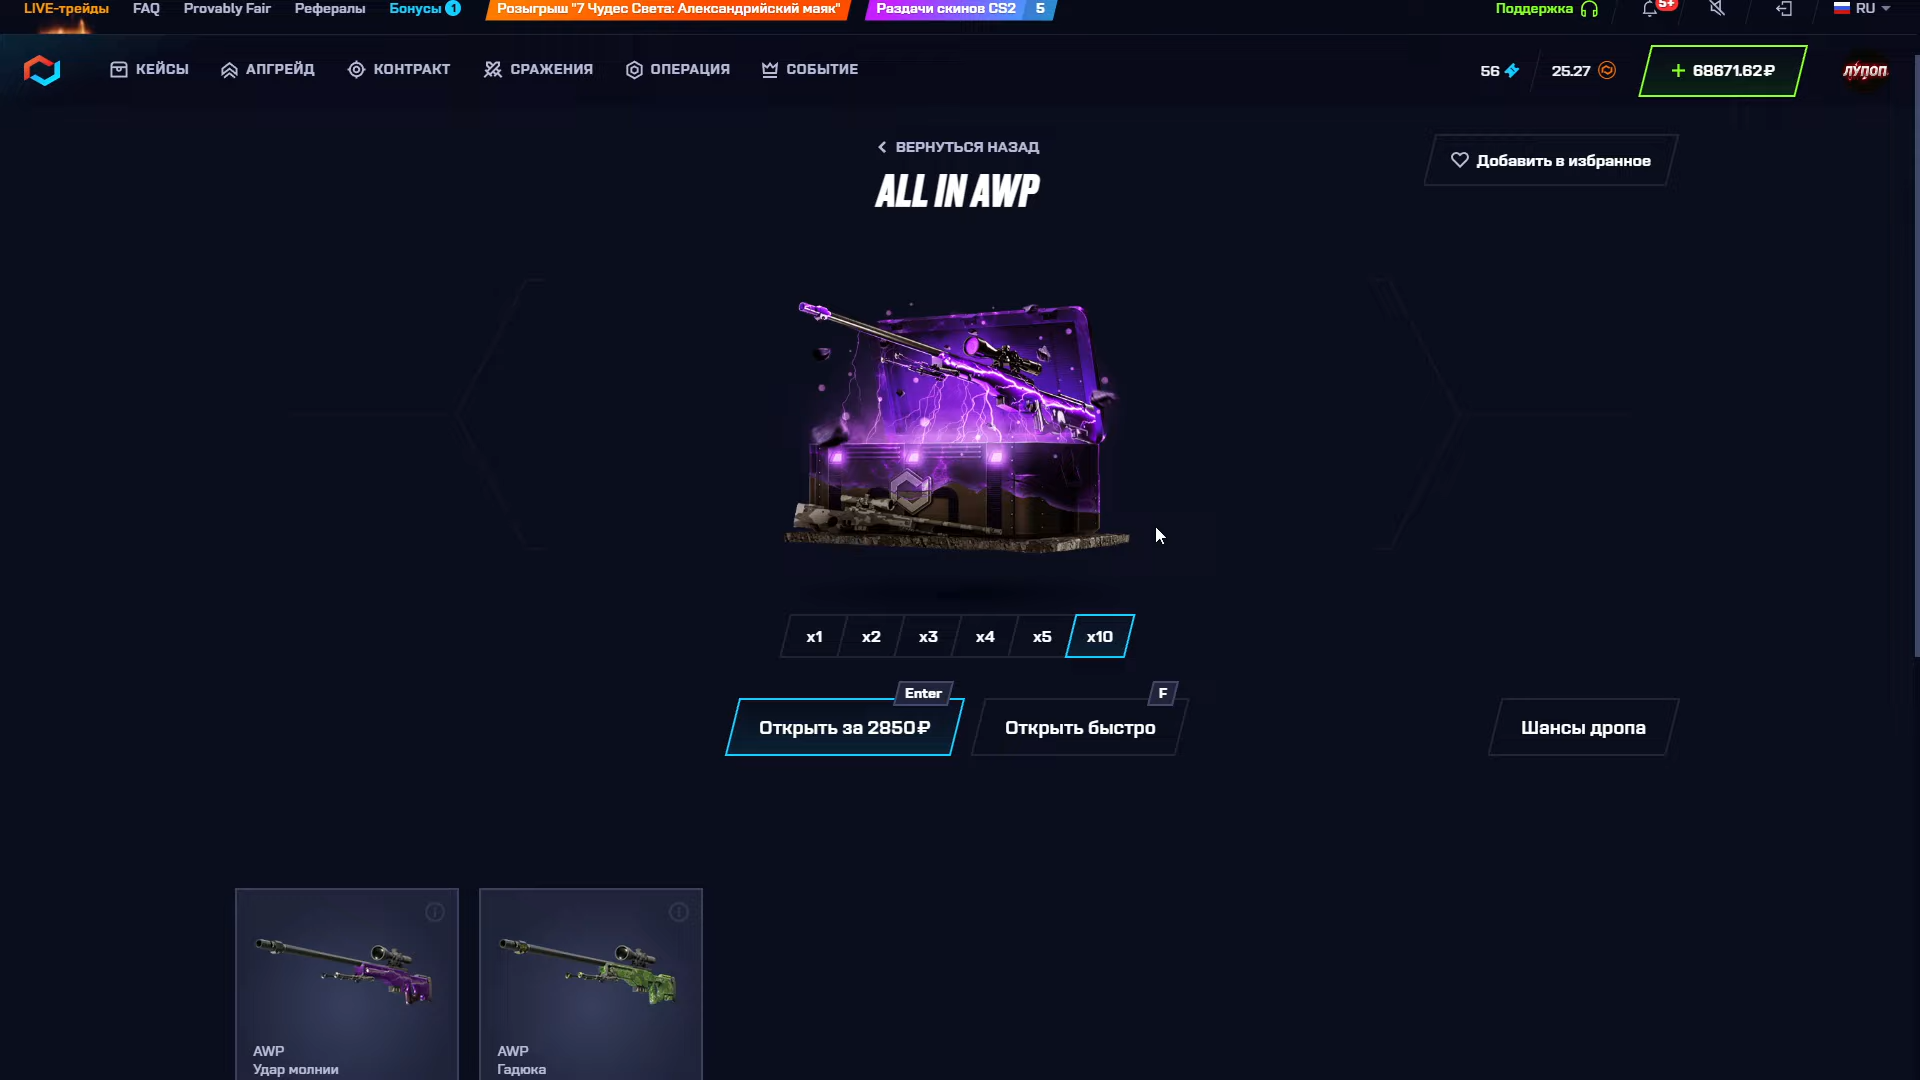 LIVE-трейды FAQ Provably Fair Рефералы Бонусы 1 Розыгрыш "7 Чудес Света: Александрийский маяк" Раздачи скинов CS2 5 Поддержка 5+ RU
КЕЙСЫ АПГРЕЙД КОНТРАКТ СРАЖЕНИЯ ОПЕРАЦИЯ СОБЫТИЕ 56 25.27 + 68671.62₽ ЛУПОП
ВЕРНУТЬСЯ НАЗАД
Добавить в избранное
ALL IN AWP
x1 x2 x3 x4 x5 x10
Enter F
Открыть за 2850₽ Открыть быстро Шансы дропа
AWP AWP
Удар молнии Гадюка